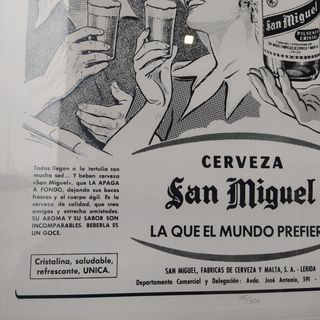 San Miguel
PILSENER
CRISTAL
Todos llegan a la tertulia con
mucha sed... Y beben cerveza
«San Miguel», que LA APAGA
A FONDO, dejando sus bocas
frescas y el cuerpo ágil. Es la
cerveza de calidad, que crea
amigos y estrecha amistades.
SU AROMA Y SU SABOR SON
INCOMPARABLES. BEBERLA ES
UN GOCE.
Cristalina, saludable,
refrescante, UNICA.
CERVEZA
San Miguel
LA QUE EL MUNDO PREFIER
SAN MIGUEL, FABRICAS DE CERVEZA Y MALTA, S. A. - LERIDA
Departamento Comercial y Delegación: Avda. José Antonio, 591 -